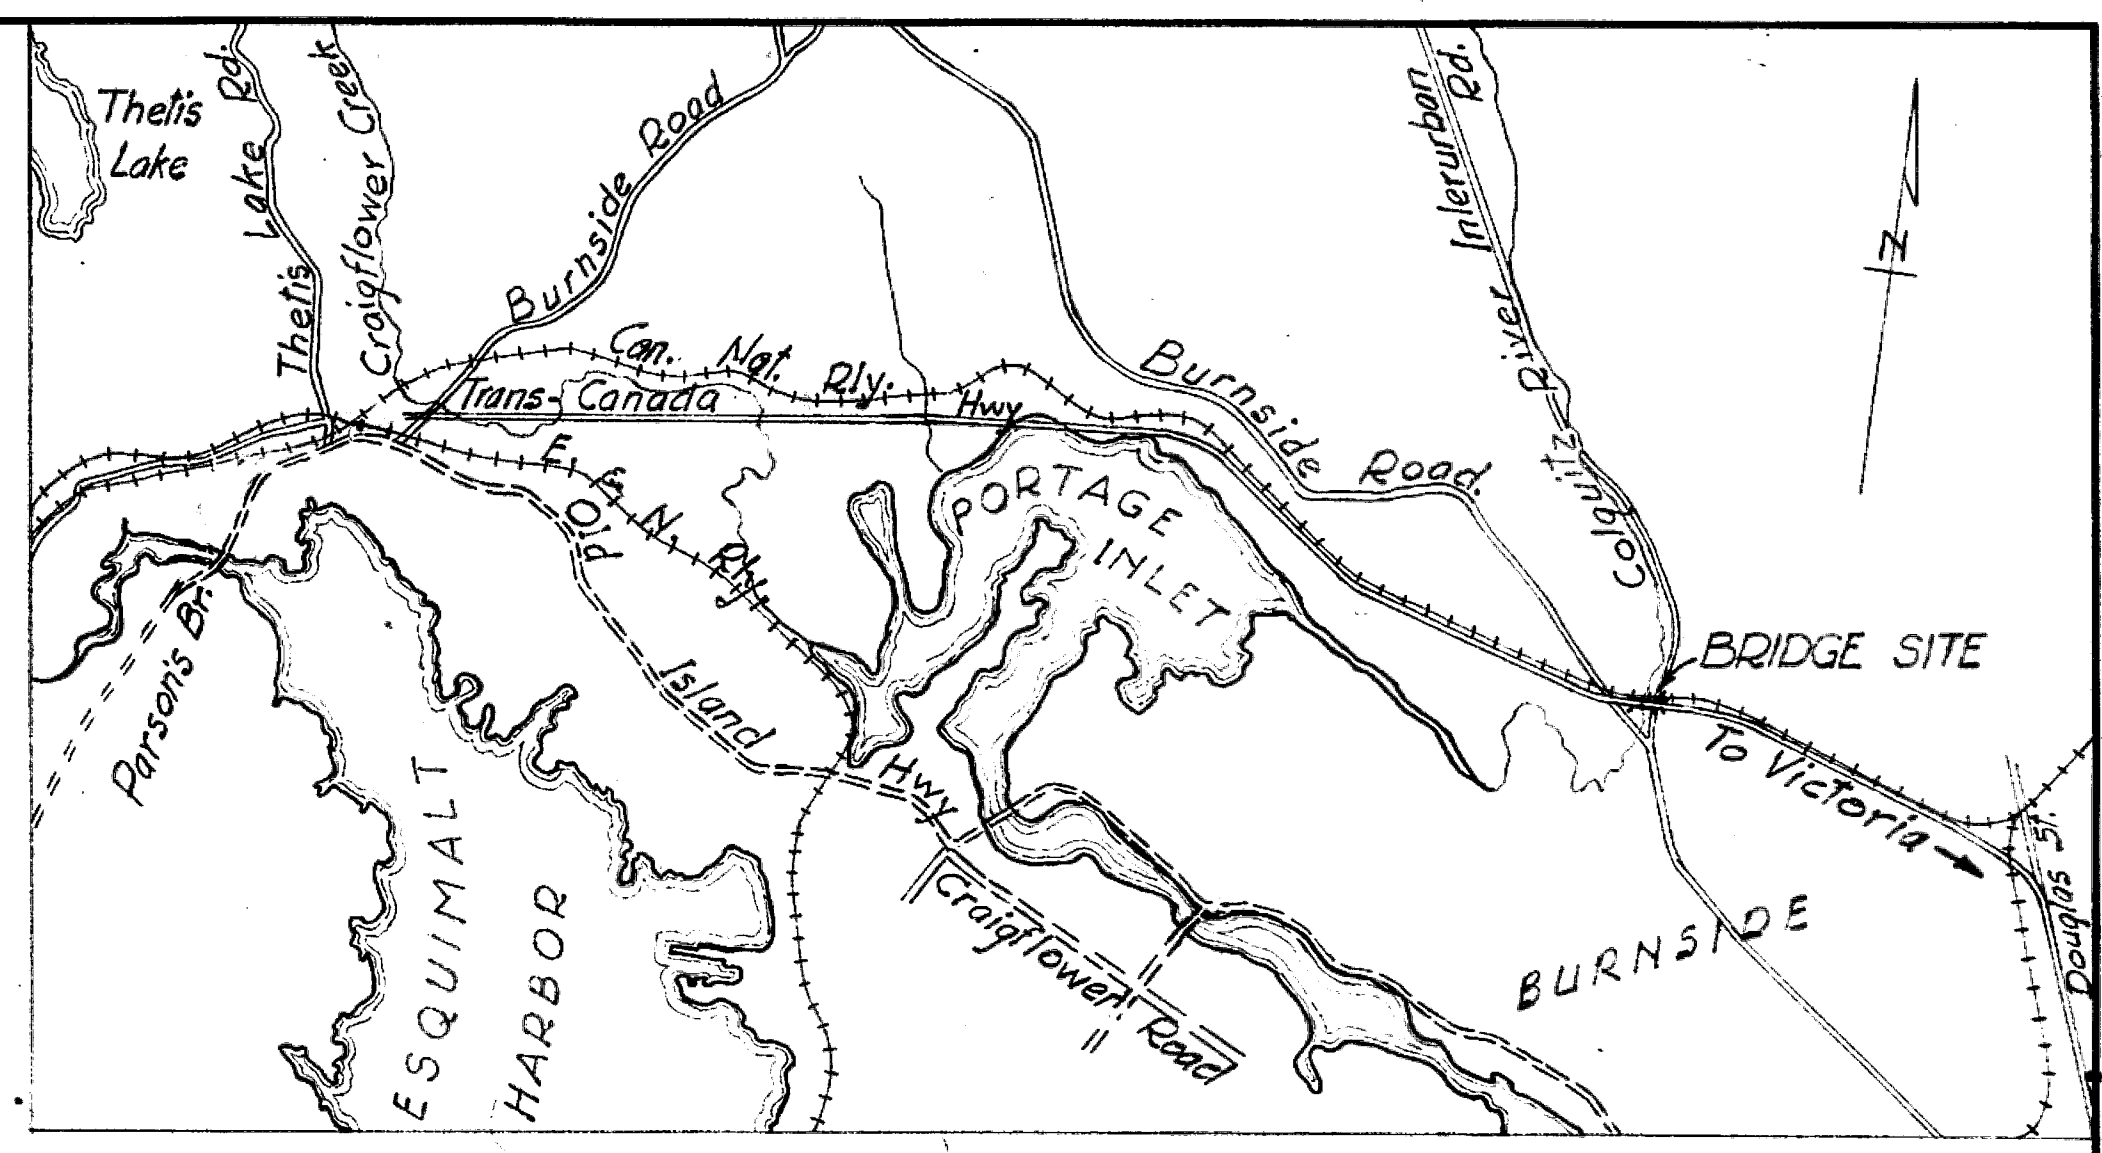 Thetis
Lake
Thetis Lake Rd.
Craigflower Creek
Burnside Road
Can. Nat. Rly.
Trans-Canada Hwy
Burnside Road.
Interurban Rd.
Colquitz River
N
E. & N. Rly.
Old Island Hwy
PORTAGE
INLET
Parson's Br.
BRIDGE SITE
To Victoria
ESQUIMALT
HARBOR
Craigflower Road
BURNSIDE
Douglas St.